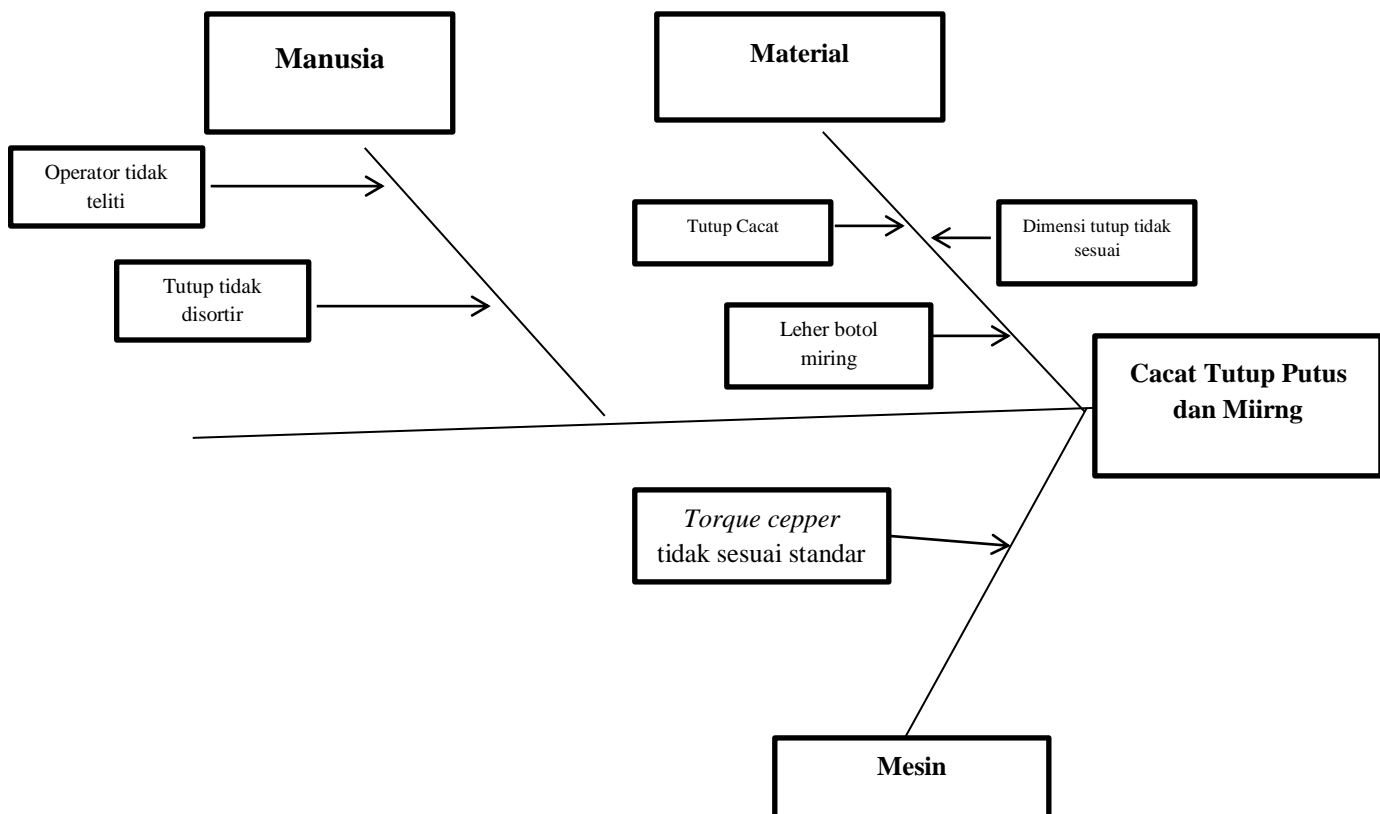 Manusia
Material
Operator tidak
teliti
Tutup Cacat
Dimensi tutup tidak
sesuai
Tutup tidak
disortir
Leher botol
miring
Cacat Tutup Putus
dan Miirng
Torque cepper
tidak sesuai standar
Mesin